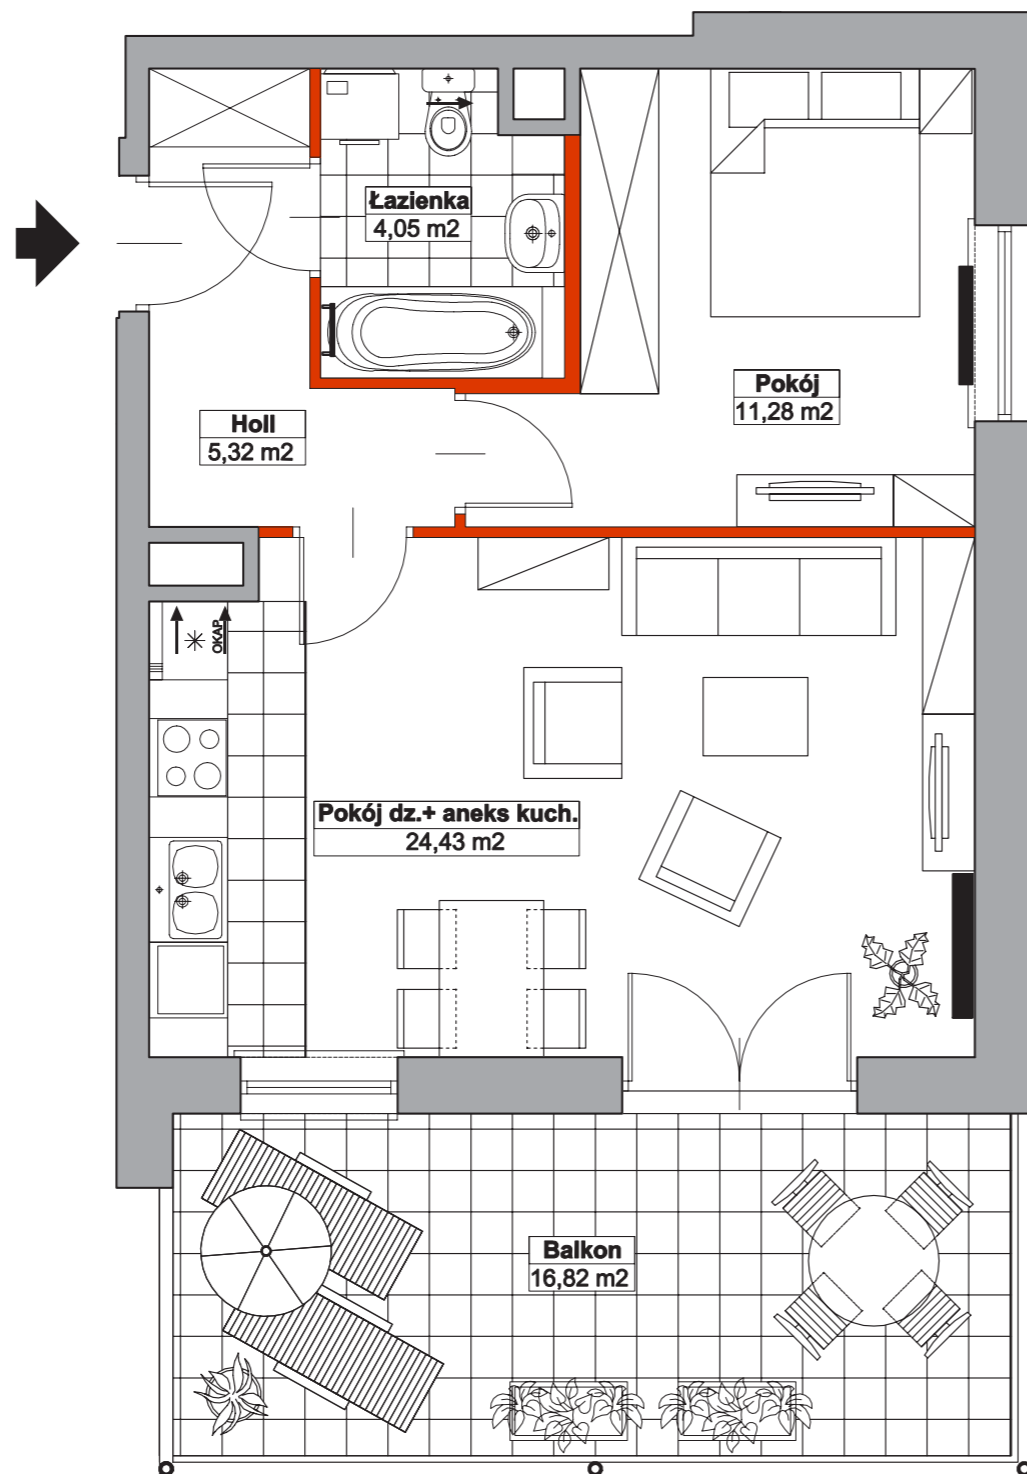 Łazienka
4,05 m2
Pokój
11,28 m2
Holl
5,32 m2
OKAP
Pokój dz.+ aneks kuch.
24,43 m2
Balkon
16,82 m2